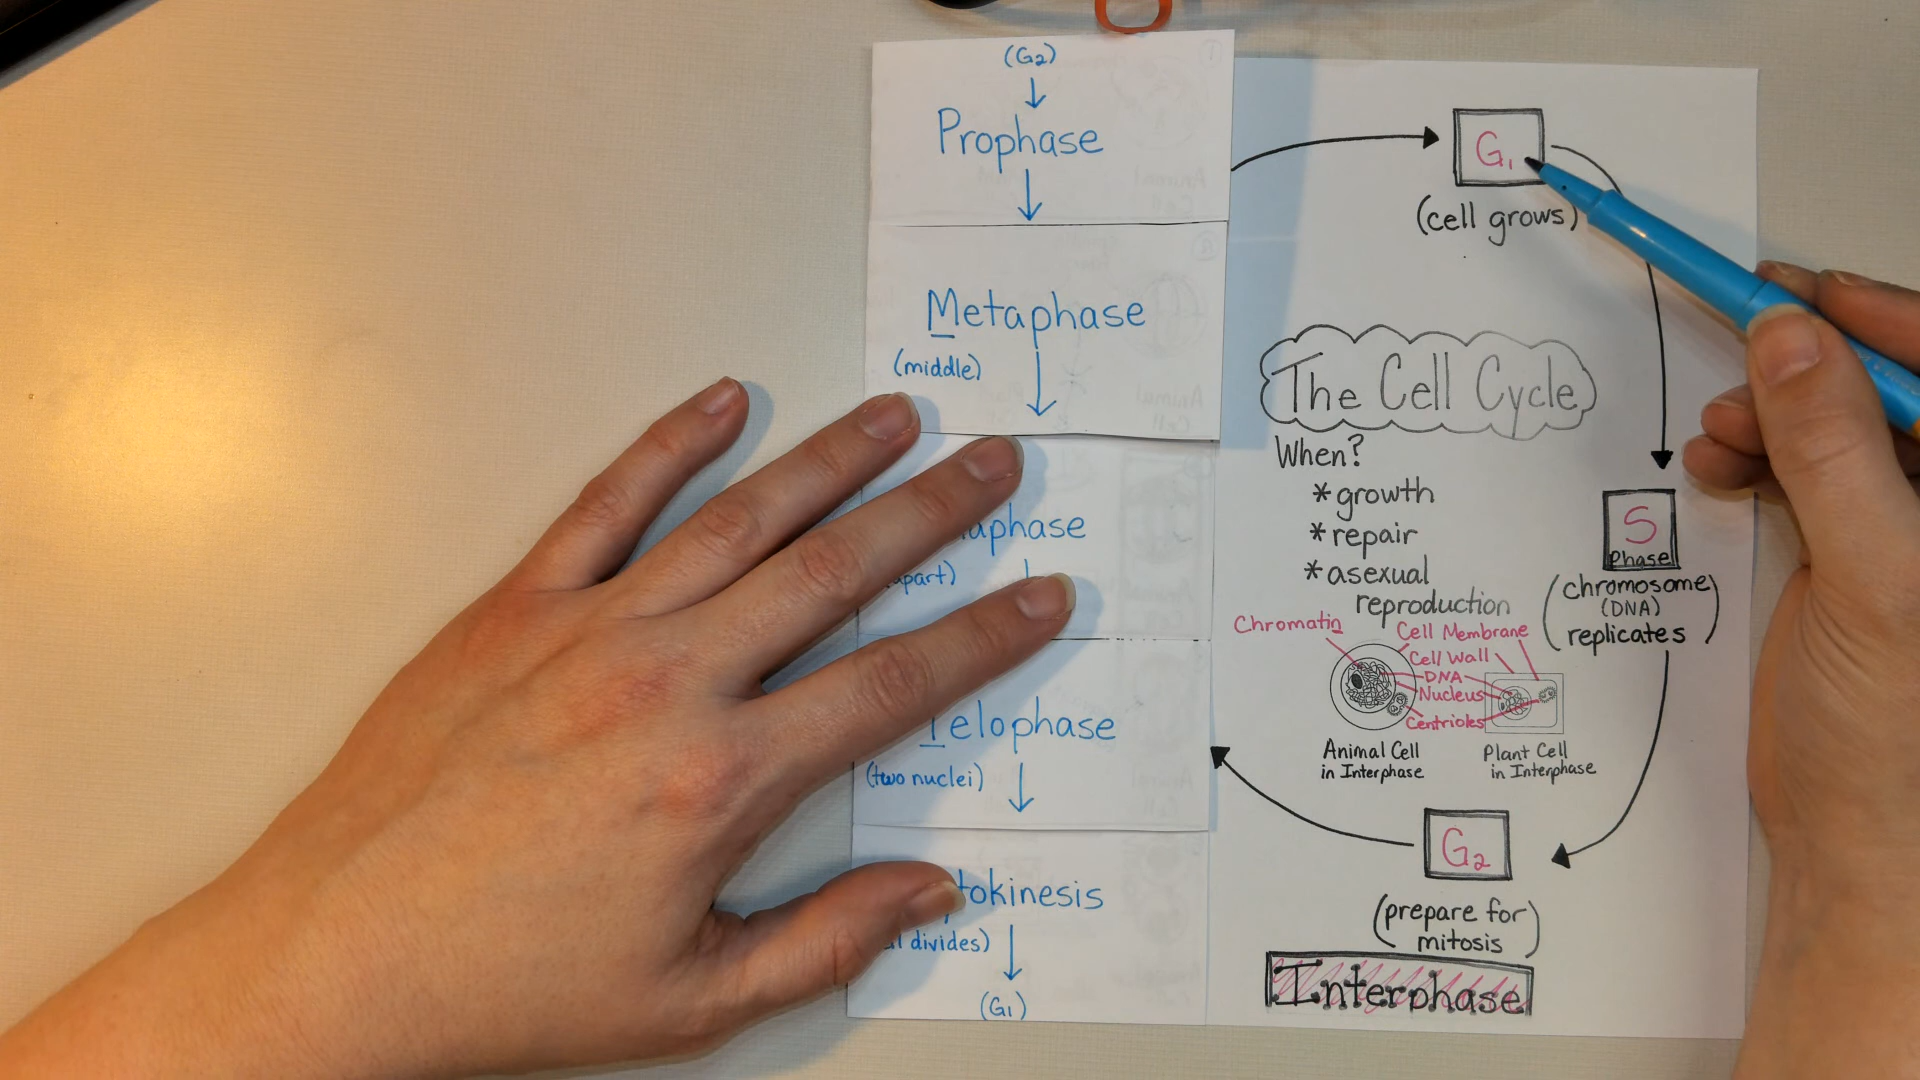 (G2)
Prophase
Metaphase
(middle)
aphase
apart)
Telophase
(two nuclei)
tokinesis
divides)
(G1)
G1
(cell grows)
The Cell Cycle
When?
* growth
* repair
* asexual
reproduction
S
Phase
(chromosome)
(DNA)
replicates
Chromatin
Cell Membrane
Cell Wall
DNA
Nucleus
Centrioles
Animal Cell
in Interphase
Plant Cell
in Interphase
G2
(prepare for
mitosis)
Interphase